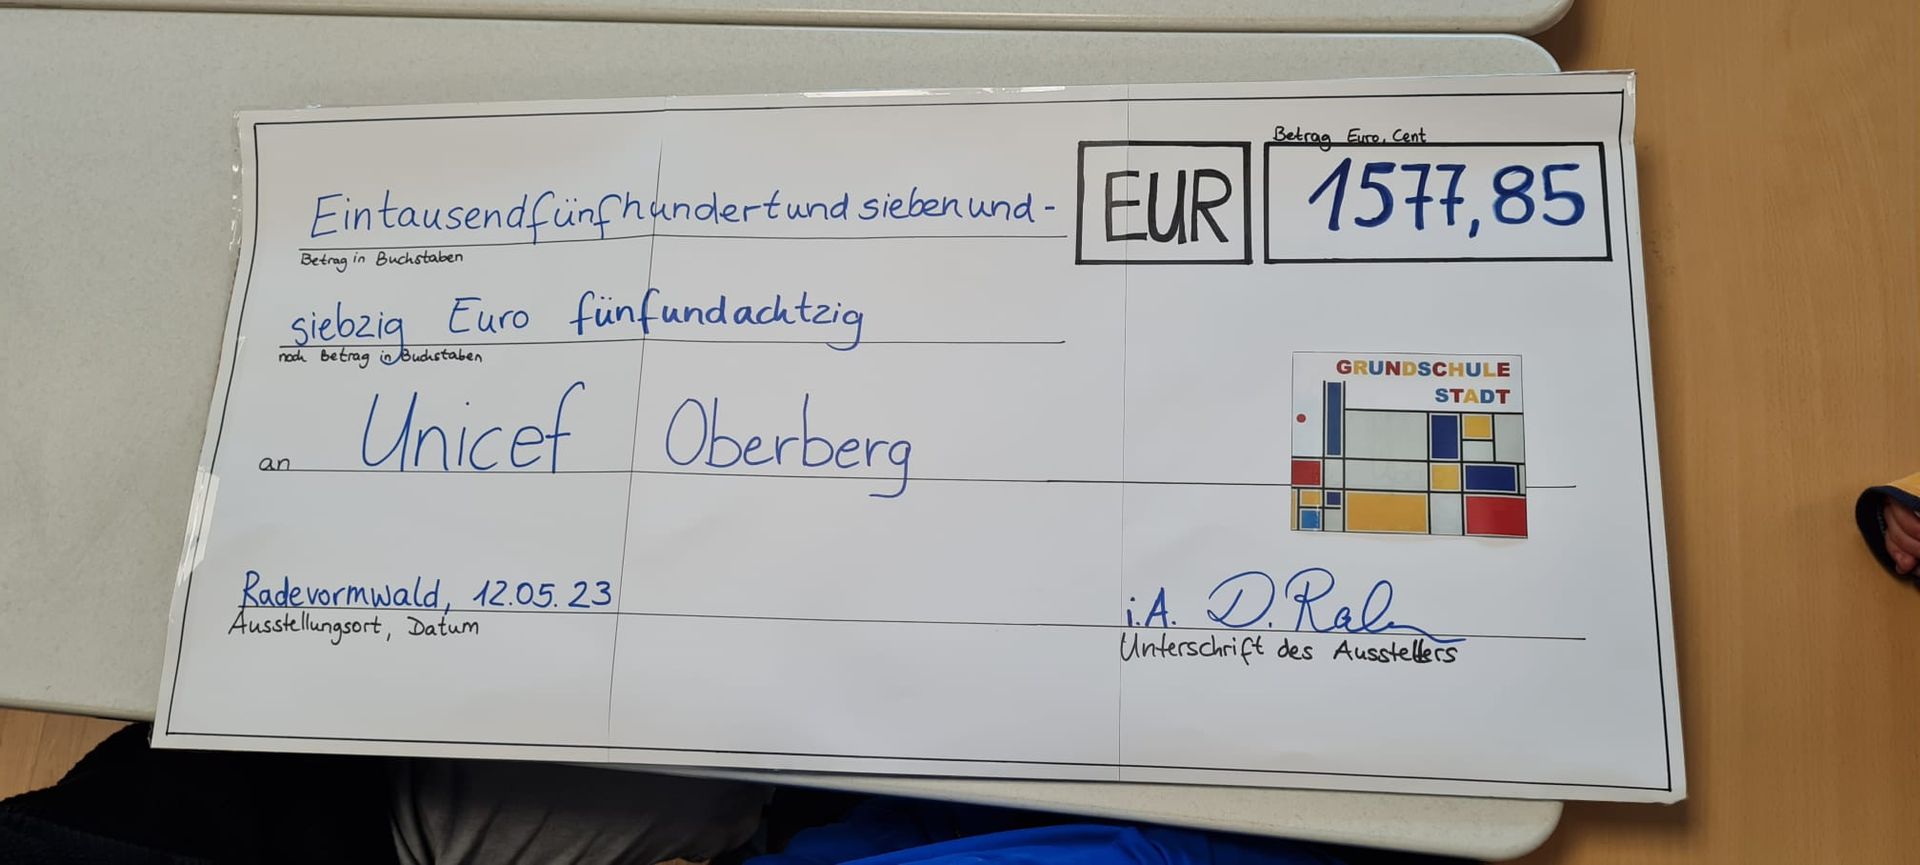 Betrag Euro, Cent
Eintausendfünfhundertundsiebenund-
EUR
1577,85
Betrag in Buchstaben
siebzig Euro fünfundachtzig
noch Betrag in Buchstaben
GRUNDSCHULE
STADT
an Unicef Oberberg
Radevormwald, 12.05.23
Ausstellungsort, Datum
i.A. D.
Unterschrift des Ausstellers